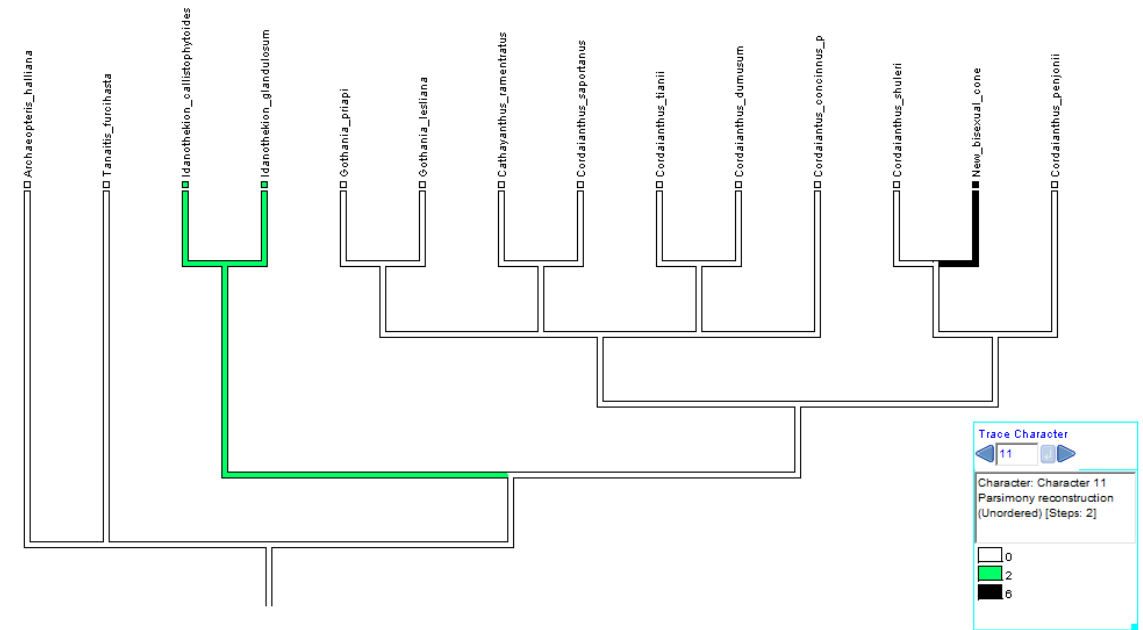 Archaeopteris_halliana
Tanaitis_furcihasta
Idanothekion_callistophytoides
Idanothekion_glandulosum
Gothania_priapi
Gothania_lesliana
Cathayanthus_ramentratus
Cordaianthus_saportanus
Cordaianthus_tianii
Cordaianthus_dumusum
Cordaiantus_concinnus_p
Cordaianthus_shuleri
New_bisexual_cone
Cordaianthus_penjonii
Trace Character
11
Character: Character 11
Parsimony reconstruction
(Unordered) [Steps: 2]
0
2
6